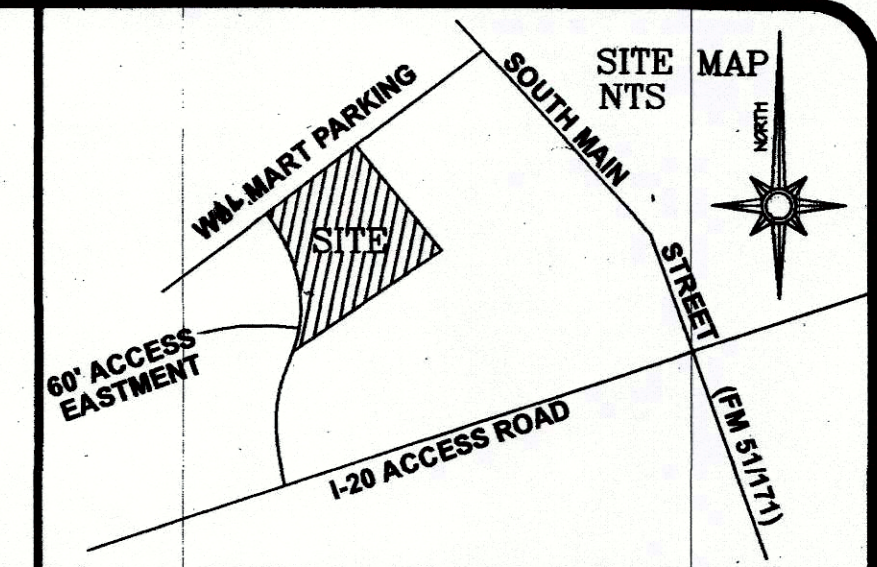 SITE MAP
NTS
NORTH
SOUTH MAIN
STREET
(FM 51/171)
WAL MART PARKING
SITE
60' ACCESS
EASTMENT
I-20 ACCESS ROAD